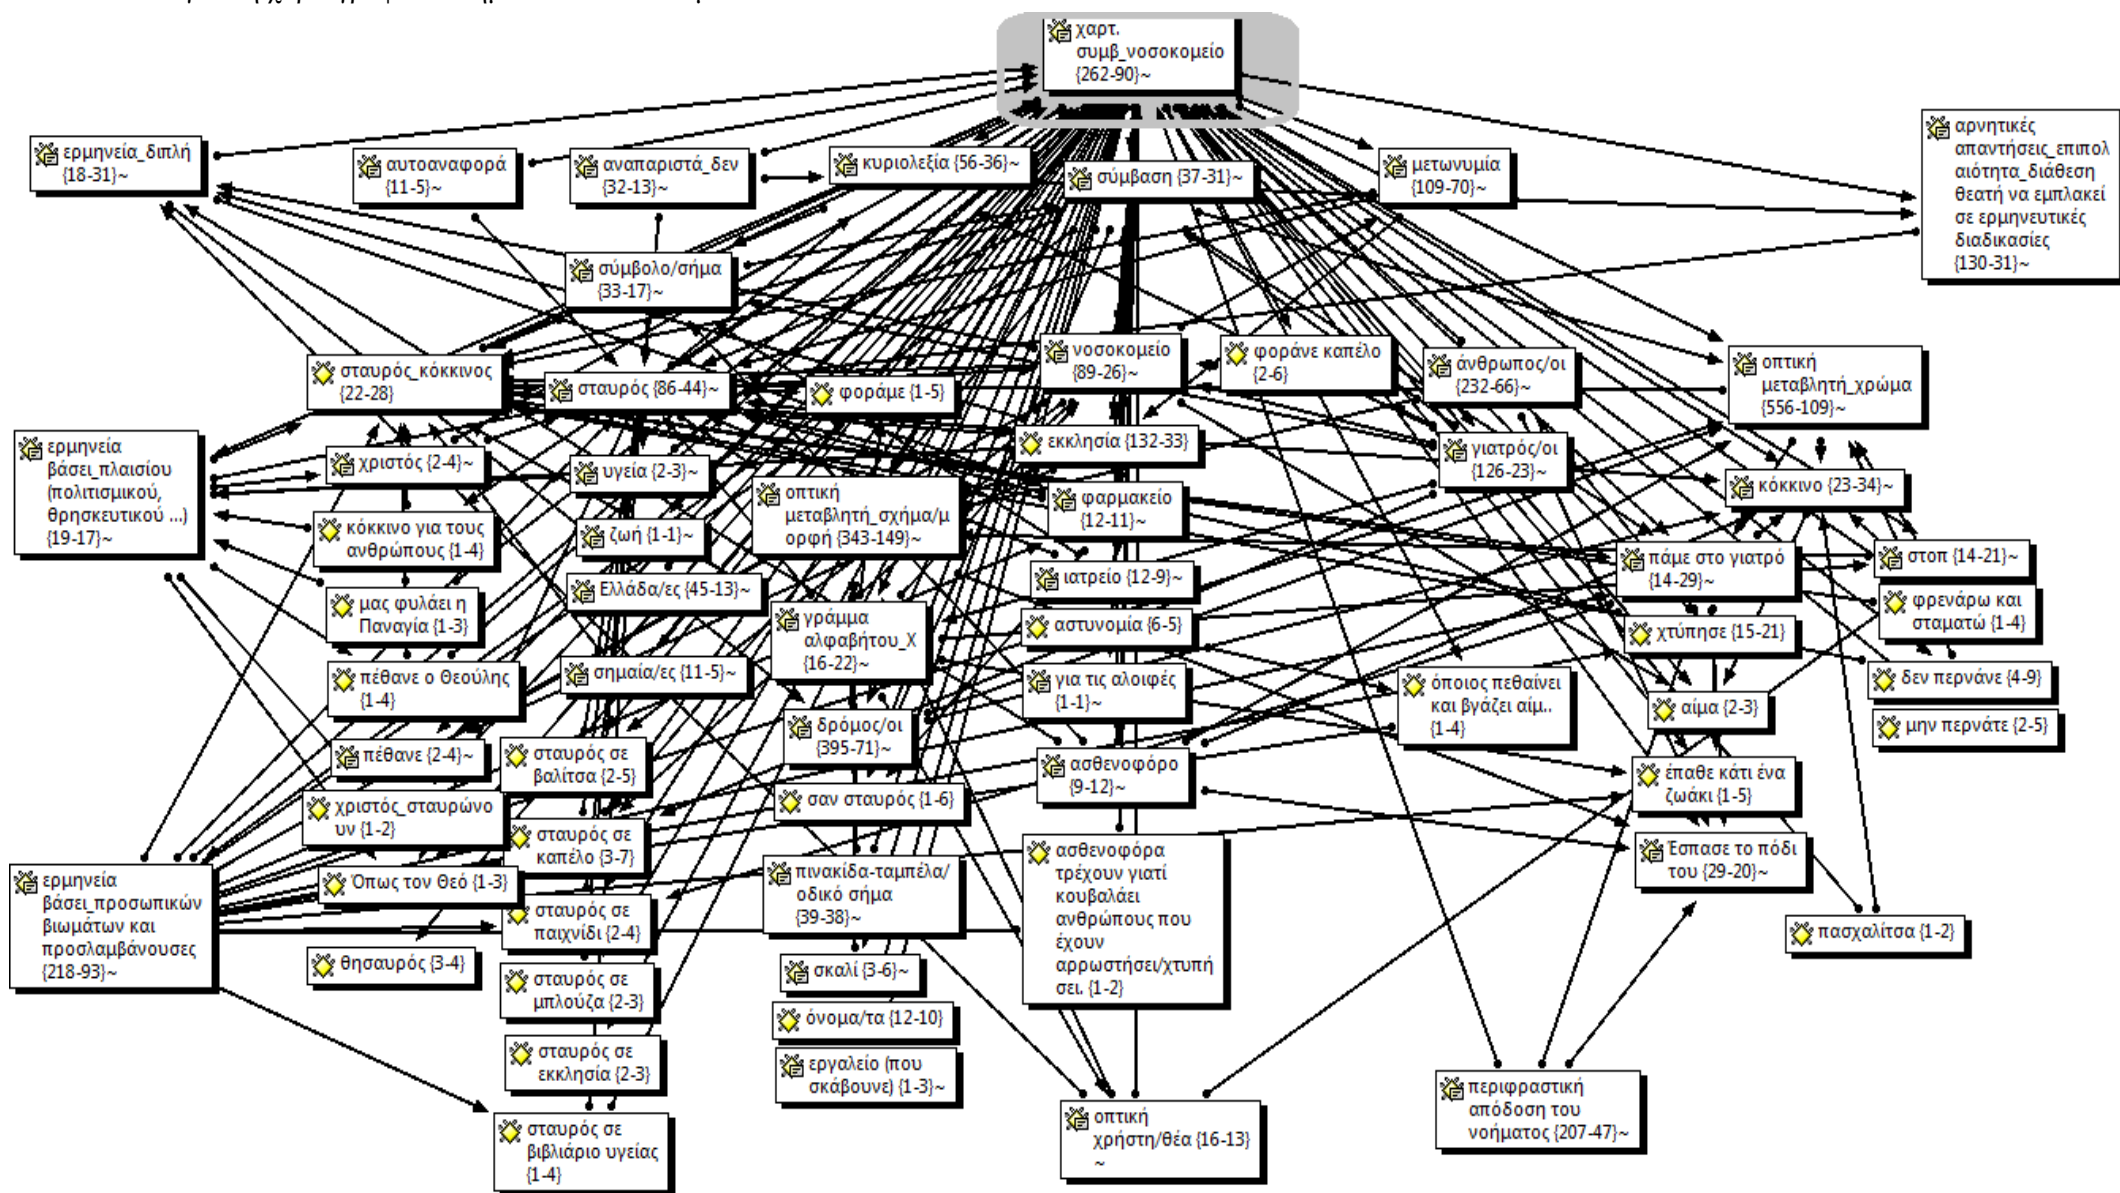 χαρτ.
συμβ_νοσοκομείο
{262-90}~
ερμηνεία_διπλή
{18-31}~
αυτοαναφορά
{11-5}~
αναπαριστά_δεν
{32-13}~
κυριολεξία {56-36}~
σύμβαση {37-31}~
μετωνυμία
{109-70}~
αρνητικές
απαντήσεις_επιπολ
αιότητα_διάθεση
θεατή να εμπλακεί
σε ερμηνευτικές
διαδικασίες
{130-31}~
σύμβολο/σήμα
{33-17}~
σταυρός_κόκκινος
{22-28}
σταυρός {86-44}~
φοράμε {1-5}
νοσοκομείο
{89-26}~
φοράνε καπέλο
{2-6}
άνθρωπος/οι
{232-66}~
οπτική
μεταβλητή_χρώμα
{556-109}~
ερμηνεία
βάσει_πλαισίου
(πολιτισμικού,
θρησκευτικού ...)
{19-17}~
χριστός {2-4}~
υγεία {2-3}~
οπτική
μεταβλητή_σχήμα/μ
ορφή {343-149}~
εκκλησία {132-33}
φαρμακείο
{12-11}~
γιατρός/οι
{126-23}~
κόκκινο {23-34}~
κόκκινο για τους
ανθρώπους {1-4}
ζωή {1-1}~
ιατρείο {12-9}~
πάμε στο γιατρό
{14-29}~
στοπ {14-21}~
μας φυλάει η
Παναγία {1-3}
Ελλάδα/ες {45-13}~
γράμμα
αλφαβήτου_Χ
{16-22}~
αστυνομία {6-5}
χτύπησε {15-21}
φρενάρω και
σταματώ {1-4}
πέθανε ο Θεούλης
{1-4}
σημαία/ες {11-5}~
για τις αλοιφές
{1-1}~
όποιος πεθαίνει
και βγάζει αίμ..
{1-4}
αίμα {2-3}
δεν περνάνε {4-9}
μην περνάτε {2-5}
πέθανε {2-4}~
σταυρός σε
βαλίτσα {2-5}
δρόμος/οι
{395-71}~
ασθενοφόρο
{9-12}~
έπαθε κάτι ένα
ζωάκι {1-5}
χριστός_σταυρώνο
υν {1-2}
σταυρός σε
καπέλο {3-7}
σαν σταυρός {1-6}
ασθενοφόρα
τρέχουν γιατί
κουβαλάει
ανθρώπους που
έχουν
αρρωστήσει/χτυπή
σει. {1-2}
Έσπασε το πόδι
του {29-20}~
ερμηνεία
βάσει_προσωπικών
βιωμάτων και
προσλαμβάνουσες
{218-93}~
Όπως τον Θεό {1-3}
σταυρός σε
παιχνίδι {2-4}
πινακίδα-ταμπέλα/
οδικό σήμα
{39-38}~
πασχαλίτσα {1-2}
θησαυρός {3-4}
σταυρός σε
μπλούζα {2-3}
σκαλί {3-6}~
όνομα/τα {12-10}
σταυρός σε
εκκλησία {2-3}
εργαλείο (που
σκάβουνε) {1-3}~
σταυρός σε
βιβλιάριο υγείας
{1-4}
οπτική
χρήστη/θέα {16-13}
~
περιφραστική
απόδοση του
νοήματος {207-47}~